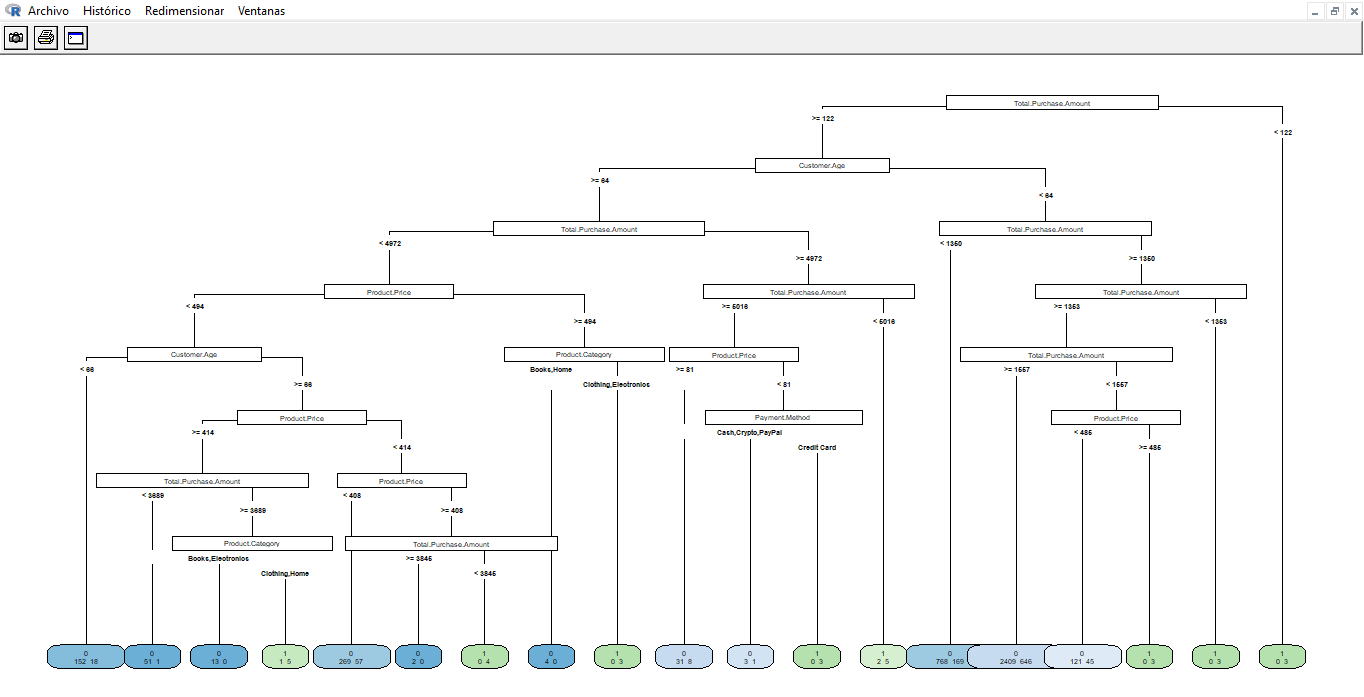 Archivo Histórico Redimensionar Ventanas
Total.Purchase.Amount
>= 122
< 122
Customer.Age
>= 64
< 64
Total.Purchase.Amount
Total.Purchase.Amount
< 4972
< 1350
>= 4972
>= 1350
Product.Price
Total.Purchase.Amount
Total.Purchase.Amount
< 494
>= 5016
>= 1353
>= 494
< 5016
< 1353
Customer.Age
Product.Category
Product.Price
Total.Purchase.Amount
< 66
Books,Home
>= 81
>= 1557
>= 66
Clothing,Electronics
< 81
< 1557
Product.Price
Product.Price
Payment.Method
>= 414
Cash,Crypto,PayPal
< 485
< 414
Credit Card
>= 485
Total.Purchase.Amount
Product.Price
< 3689
< 408
>= 3689
>= 408
Product.Category
Total.Purchase.Amount
Books,Electronics
>= 3845
Clothing,Home
< 3845
0 0 0 1 0 0 1 0 1 0 0 1 1 0 0 0 1 1 1
152 18 51 1 13 0 1 5 269 57 2 0 0 4 4 0 0 3 31 8 3 1 0 3 2 5 768 169 2409 646 121 45 0 3 0 3 0 3